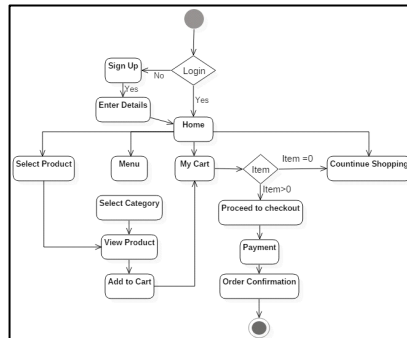 Login
Sign Up
No
Yes
Enter Details
Yes
Home
Select Product
Menu
My Cart
Item
Item =0
Countinue Shopping
Item>0
Select Category
Proceed to checkout
View Product
Payment
Add to Cart
Order Confirmation